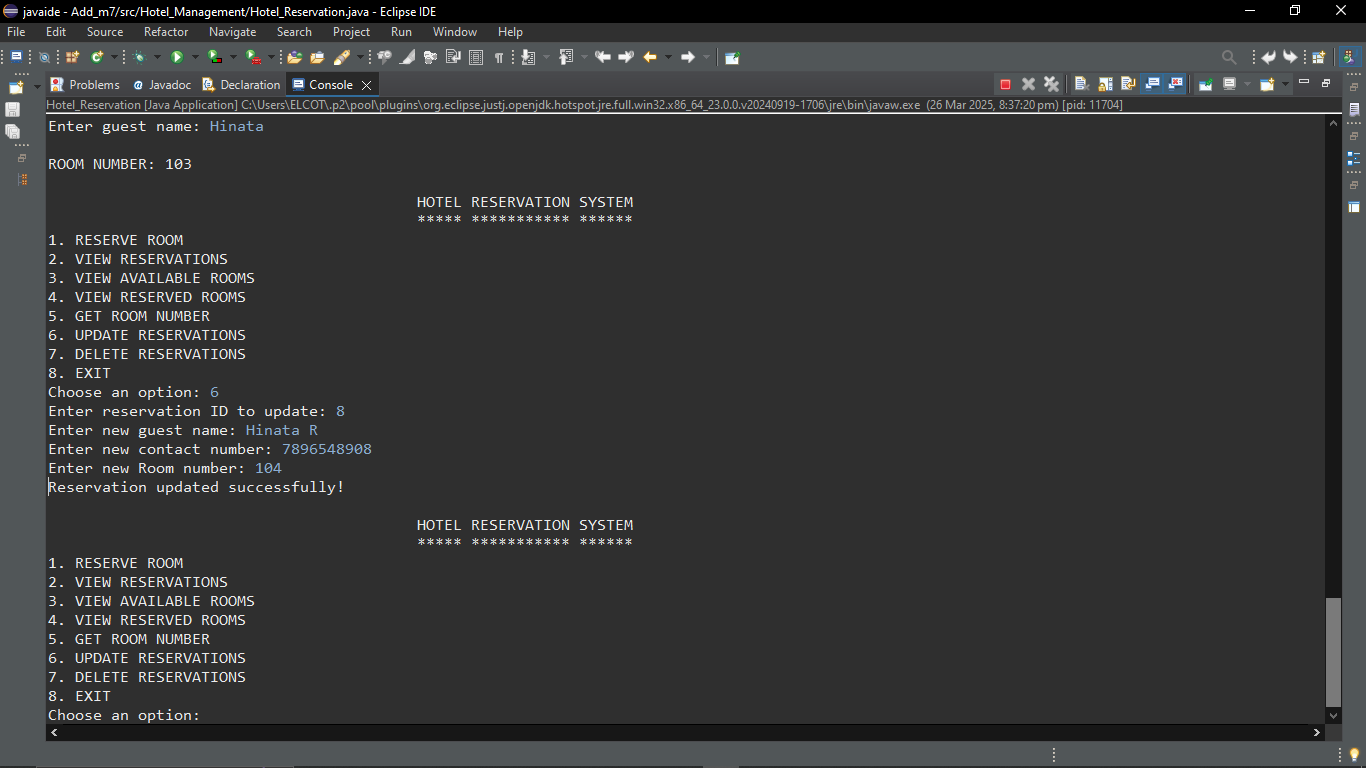 javaide - Add_m7/src/Hotel_Management/Hotel_Reservation.java - Eclipse IDE
File Edit Source Refactor Navigate Search Project Run Window Help
Problems @ Javadoc Declaration Console
Hotel_Reservation [Java Application] C:\Users\ELCOT\.p2\pool\plugins\org.eclipse.justj.openjdk.hotspot.jre.full.win32.x86_64_23.0.0.v20240919-1706\jre\bin\javaw.exe (26 Mar 2025, 8:37:20 pm) [pid: 11704]
Enter guest name: Hinata
ROOM NUMBER: 103
HOTEL RESERVATION SYSTEM
***** *********** ******
1. RESERVE ROOM
2. VIEW RESERVATIONS
3. VIEW AVAILABLE ROOMS
4. VIEW RESERVED ROOMS
5. GET ROOM NUMBER
6. UPDATE RESERVATIONS
7. DELETE RESERVATIONS
8. EXIT
Choose an option: 6
Enter reservation ID to update: 8
Enter new guest name: Hinata R
Enter new contact number: 7896548908
Enter new Room number: 104
Reservation updated successfully!
HOTEL RESERVATION SYSTEM
***** *********** ******
1. RESERVE ROOM
2. VIEW RESERVATIONS
3. VIEW AVAILABLE ROOMS
4. VIEW RESERVED ROOMS
5. GET ROOM NUMBER
6. UPDATE RESERVATIONS
7. DELETE RESERVATIONS
8. EXIT
Choose an option: